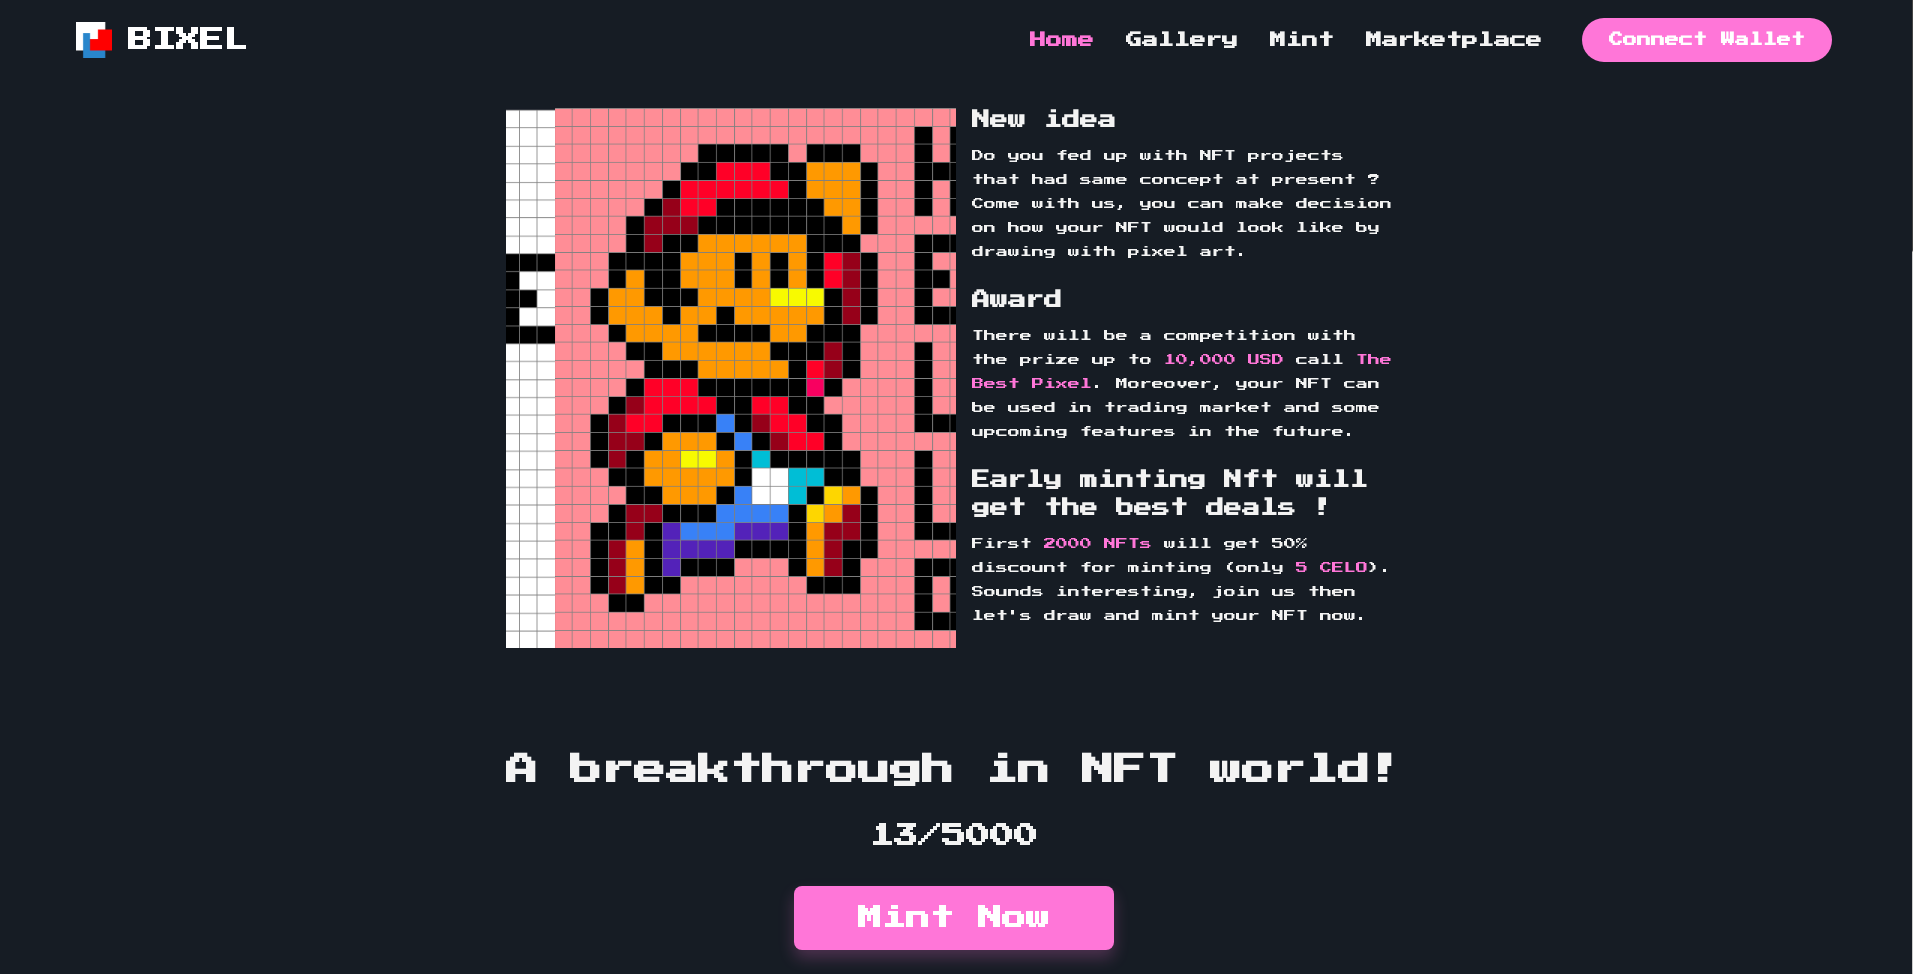 BIXEL
Home Gallery Mint Marketplace Connect Wallet
New idea
Do you fed up with NFT projects
that had same concept at present ?
Come with us, you can make decision
on how your NFT would look like by
drawing with pixel art.
Award
There will be a competition with
the prize up to 10,000 USD call The
Best Pixel. Moreover, your NFT can
be used in trading market and some
upcoming features in the future.
Early minting Nft will
get the best deals !
First 2000 NFTs will get 50%
discount for minting (only 5 CELO).
Sounds interesting, join us then
let's draw and mint your NFT now.
A breakthrough in NFT world!
13/5000
Mint Now